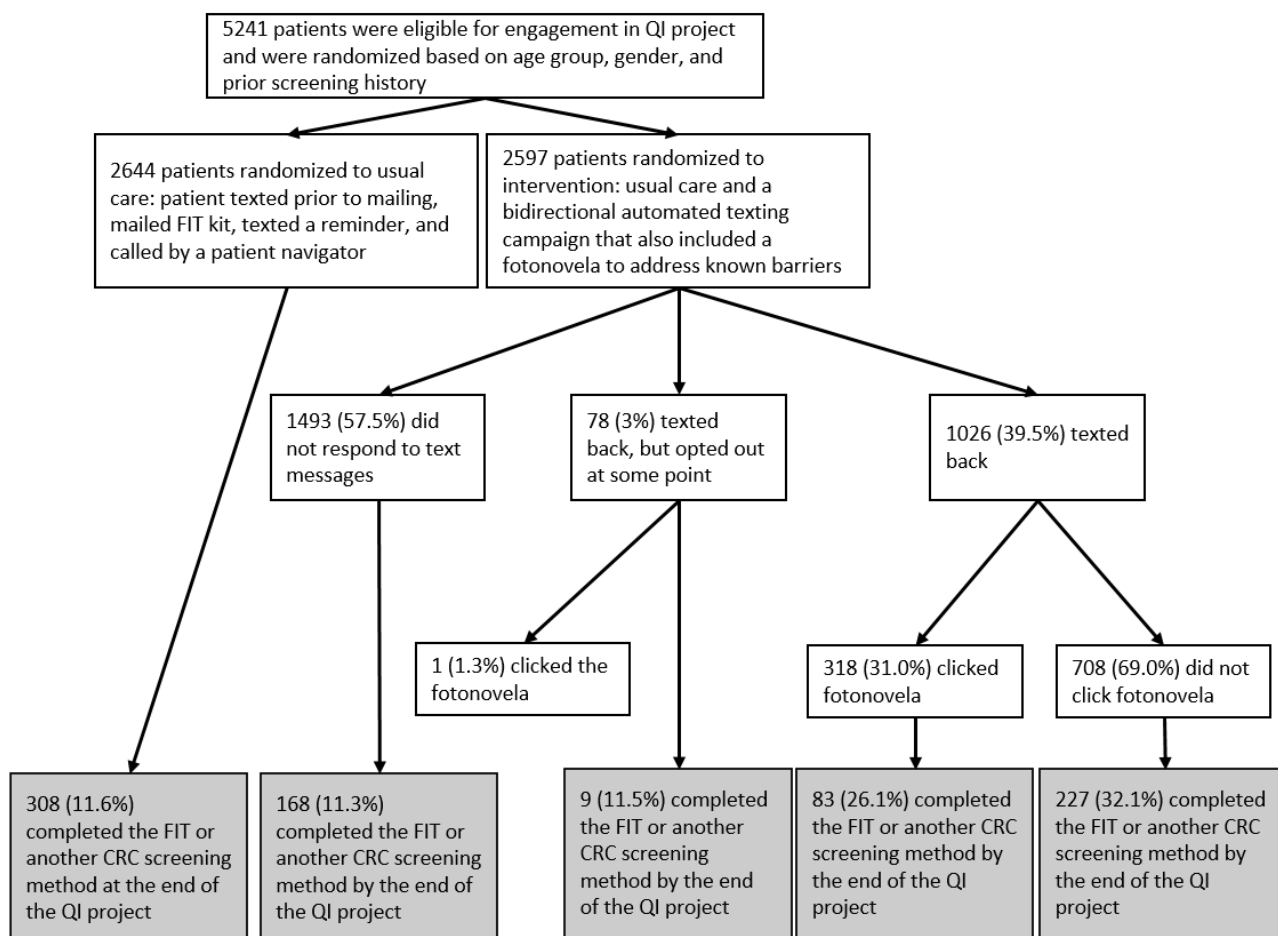 5241 patients were eligible for engagement in QI project
and were randomized based on age group, gender, and
prior screening history
2644 patients randomized to usual
care: patient texted prior to mailing,
mailed FIT kit, texted a reminder, and
called by a patient navigator
2597 patients randomized to
intervention: usual care and a
bidirectional automated texting
campaign that also included a
fotonovela to address known barriers
1493 (57.5%) did
not respond to text
messages
78 (3%) texted
back, but opted out
at some point
1026 (39.5%) texted
back
1 (1.3%) clicked the
fotonovela
318 (31.0%) clicked
fotonovela
708 (69.0%) did not
click fotonovela
308 (11.6%)
completed the FIT or
another CRC screening
method at the end of
the QI project
168 (11.3%)
completed the FIT or
another CRC screening
method by the end of
the QI project
9 (11.5%) completed
the FIT or another
CRC screening
method by the end
of the QI project
83 (26.1%) completed
the FIT or another CRC
screening method by
the end of the QI
project
227 (32.1%) completed
the FIT or another CRC
screening method by
the end of the QI
project